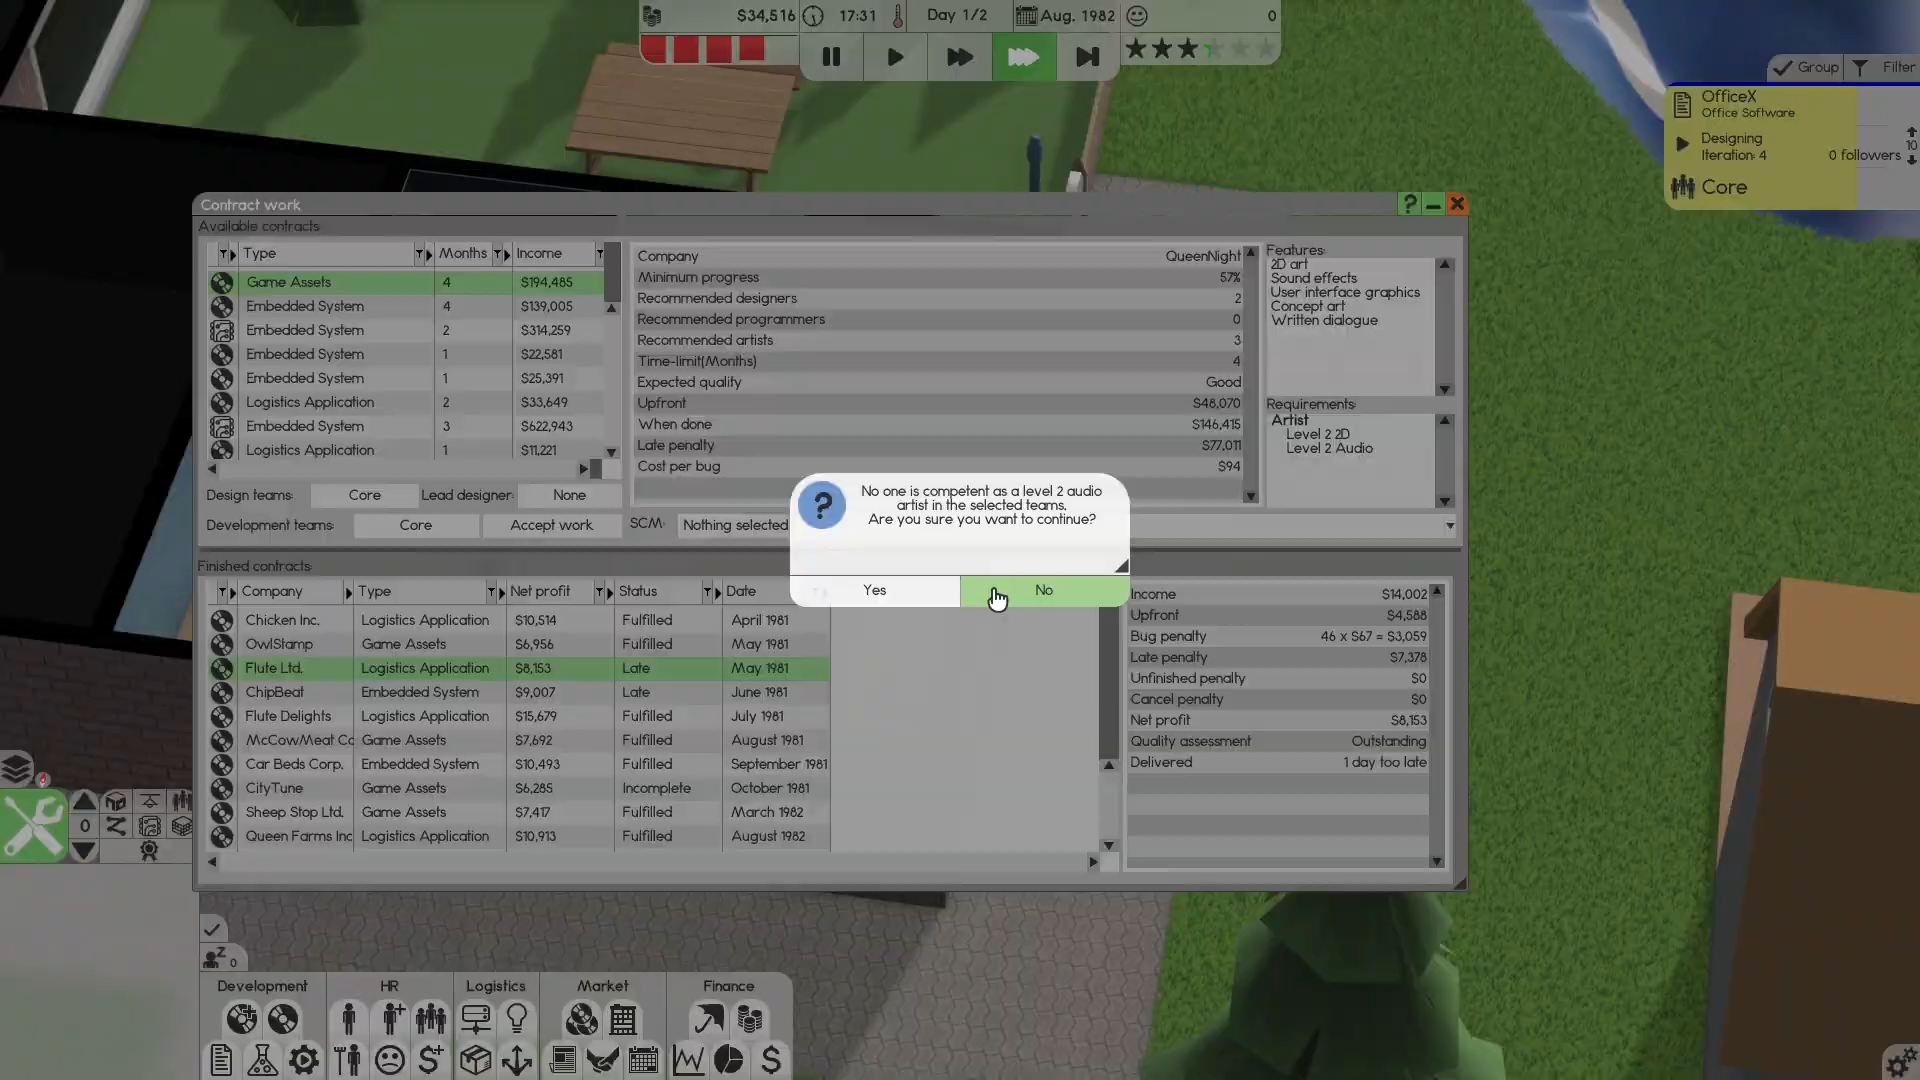 $34,516 17:31 Day 1/2 Aug. 1982 0
Group Filter
OfficeX
Office Software
Designing
Iteration: 4 0 followers 10
Core
Contract work
Available contracts:
Type Months Income
Game Assets 4 $194,485
Embedded System 4 $139,005
Embedded System 2 $314,259
Embedded System 1 $22,581
Embedded System 1 $25,391
Logistics Application 2 $33,649
Embedded System 3 $622,943
Logistics Application 1 $11,221
Company QueenNight
Minimum progress 57%
Recommended designers 2
Recommended programmers 0
Recommended artists 3
Time-limit(Months) 4
Expected quality Good
Upfront $48,070
When done $146,415
Late penalty $77,011
Cost per bug $94
Features:
2D art
Sound effects
User interface graphics
Concept art
Written dialogue
Requirements:
Artist
Level 2 2D
Level 2 Audio
Design teams: Core Lead designer: None
Development teams: Core Accept work SCM: Nothing selected
No one is competent as a level 2 audio
artist in the selected teams.
Are you sure you want to continue?
Yes No
Finished contracts:
Company Type Net profit Status Date
Chicken Inc. Logistics Application $10,514 Fulfilled April 1981
OwlStamp Game Assets $6,956 Fulfilled May 1981
Flute Ltd. Logistics Application $8,153 Late May 1981
ChipBeat Embedded System $9,007 Late June 1981
Flute Delights Logistics Application $15,679 Fulfilled July 1981
McCowMeat Co Game Assets $7,692 Fulfilled August 1981
Car Beds Corp. Embedded System $10,493 Fulfilled September 1981
CityTune Game Assets $6,285 Incomplete October 1981
Sheep Stop Ltd. Game Assets $7,417 Fulfilled March 1982
Queen Farms Inc Logistics Application $10,913 Fulfilled August 1982
Income $14,002
Upfront $4,588
Bug penalty 46 x $67 = $3,059
Late penalty $7,378
Unfinished penalty $0
Cancel penalty $0
Net profit $8,153
Quality assessment Outstanding
Delivered 1 day too late
0
0
Development HR Logistics Market Finance